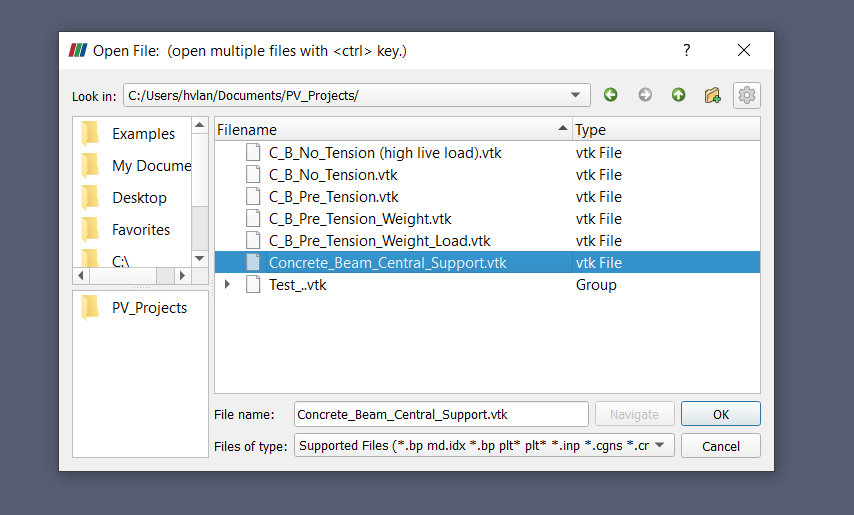 Open File: (open multiple files with <ctrl> key.) ?
Look in: C:/Users/hvlan/Documents/PV_Projects/
Examples
My Docume
Desktop
Favorites
C:\
PV_Projects
Filename Type
C_B_No_Tension (high live load).vtk vtk File
C_B_No_Tension.vtk vtk File
C_B_Pre_Tension.vtk vtk File
C_B_Pre_Tension_Weight.vtk vtk File
C_B_Pre_Tension_Weight_Load.vtk vtk File
Concrete_Beam_Central_Support.vtk vtk File
Test_..vtk Group
File name: Concrete_Beam_Central_Support.vtk Navigate OK
Files of type: Supported Files (*.bp md.idx *.bp plt* plt* *.inp *.cgns *.cr Cancel